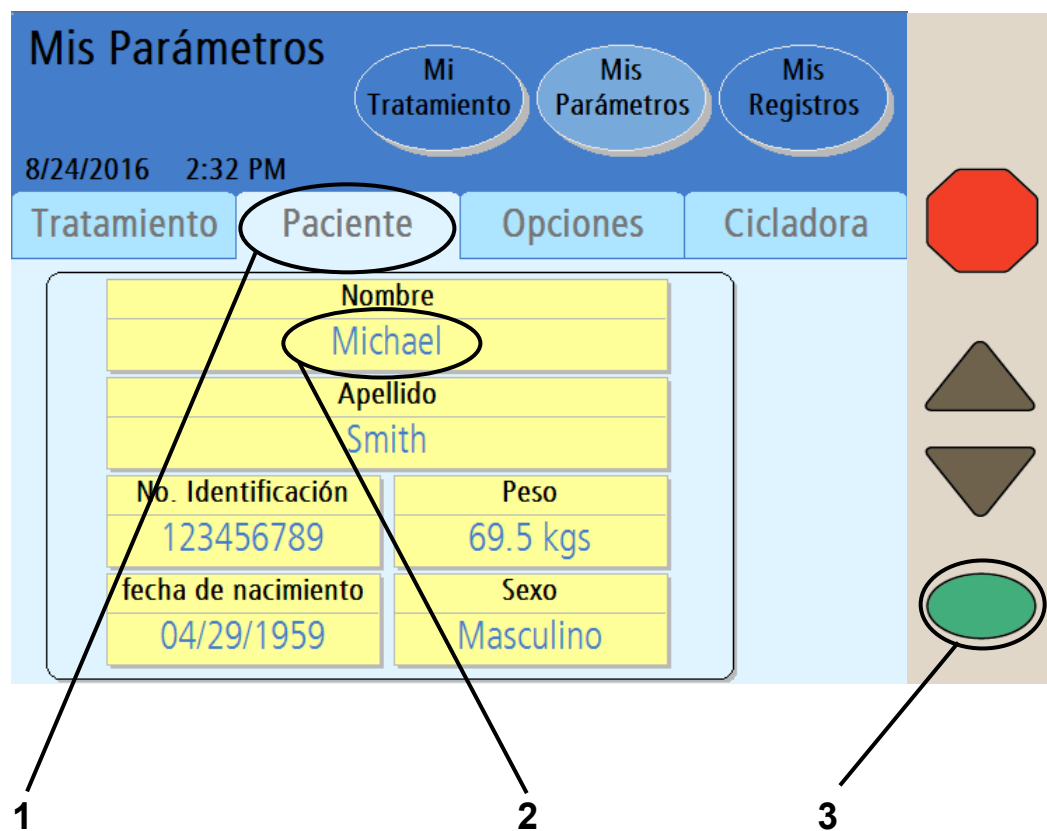 Mis Parámetros
Mi
Tratamiento
Mis
Parámetros
Mis
Registros
8/24/2016 2:32 PM
Tratamiento Paciente Opciones Cicladora
Nombre
Michael
Apellido
Smith
No. Identificación Peso
123456789 69.5 kgs
fecha de nacimiento Sexo
04/29/1959 Masculino
1 2 3